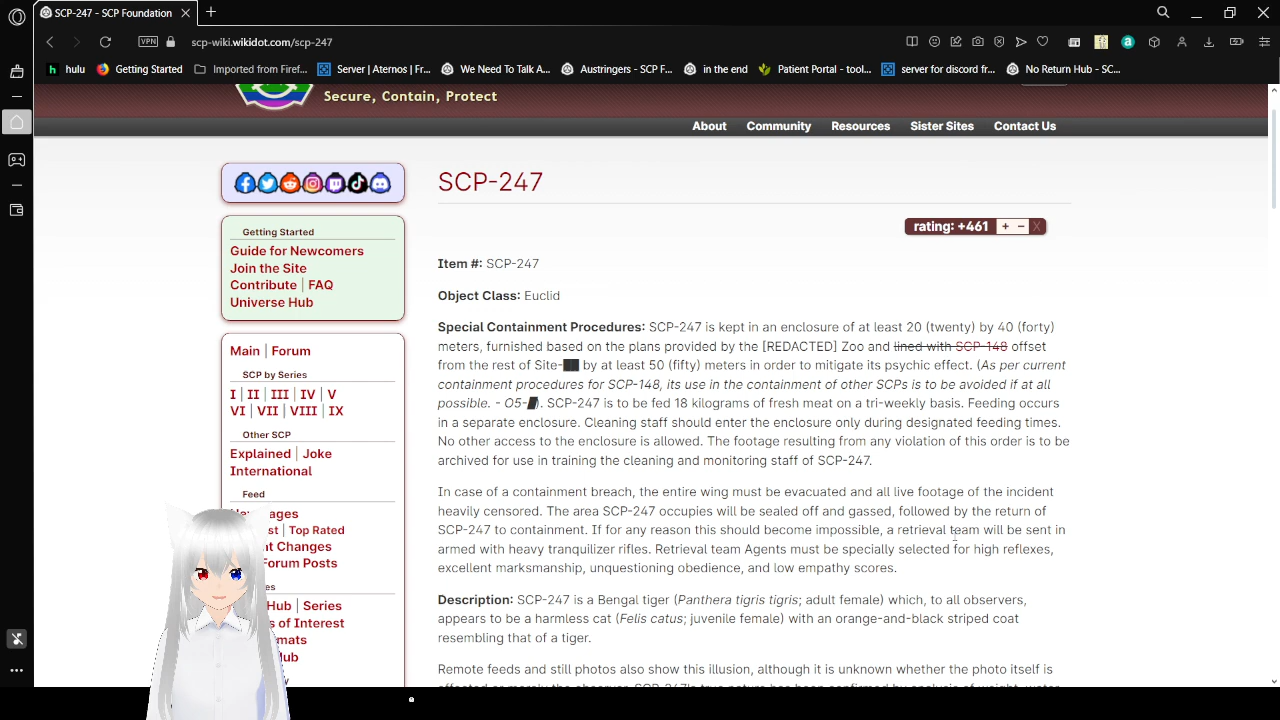 SCP-247 - SCP Foundation
VPN scp-wiki.wikidot.com/scp-247
hulu Getting Started Imported from Firef... Server | Aternos | Fr... We Need To Talk A... Austringers - SCP F... in the end Patient Portal - tool... server for discord fr... No Return Hub - SC...
Secure, Contain, Protect
About Community Resources Sister Sites Contact Us
SCP-247
rating: +461 + − X
Getting Started
Guide for Newcomers
Join the Site
Contribute | FAQ
Universe Hub
Main | Forum
SCP by Series
I | II | III | IV | V
VI | VII | VIII | IX
Other SCP
Explained | Joke
International
Feed
ages
st | Top Rated
nt Changes
Forum Posts
es
Hub | Series
s of Interest
rmats
ub
Item #: SCP-247
Object Class: Euclid
Special Containment Procedures: SCP-247 is kept in an enclosure of at least 20 (twenty) by 40 (forty)
meters, furnished based on the plans provided by the [REDACTED] Zoo and lined with SCP-148 offset
from the rest of Site-██ by at least 50 (fifty) meters in order to mitigate its psychic effect. (As per current
containment procedures for SCP-148, its use in the containment of other SCPs is to be avoided if at all
possible. - O5-█). SCP-247 is to be fed 18 kilograms of fresh meat on a tri-weekly basis. Feeding occurs
in a separate enclosure. Cleaning staff should enter the enclosure only during designated feeding times.
No other access to the enclosure is allowed. The footage resulting from any violation of this order is to be
archived for use in training the cleaning and monitoring staff of SCP-247.
In case of a containment breach, the entire wing must be evacuated and all live footage of the incident
heavily censored. The area SCP-247 occupies will be sealed off and gassed, followed by the return of
SCP-247 to containment. If for any reason this should become impossible, a retrieval team will be sent in
armed with heavy tranquilizer rifles. Retrieval team Agents must be specially selected for high reflexes,
excellent marksmanship, unquestioning obedience, and low empathy scores.
Description: SCP-247 is a Bengal tiger (Panthera tigris tigris; adult female) which, to all observers,
appears to be a harmless cat (Felis catus; juvenile female) with an orange-and-black striped coat
resembling that of a tiger.
Remote feeds and still photos also show this illusion, although it is unknown whether the photo itself is